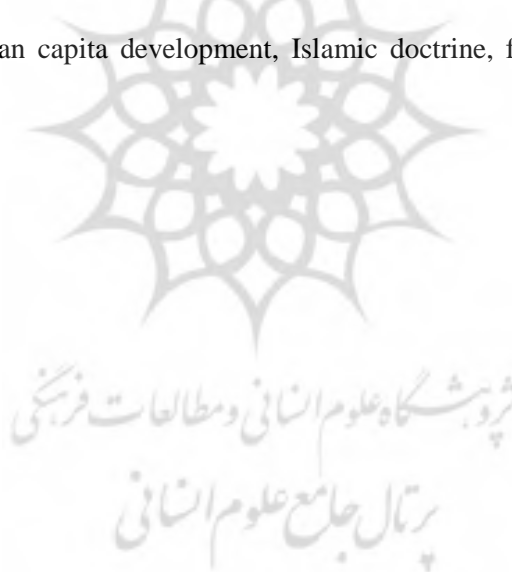 an capita development, Islamic doctrine, f
پژوهشگاه علوم انسانی و مطالعات فرهنگی
پرتال جامع علوم انسانی